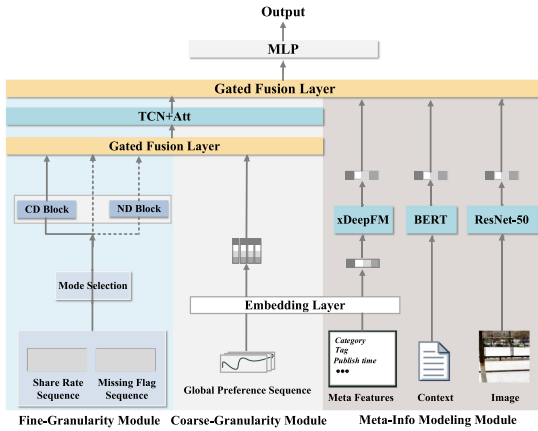 Output
MLP
Gated Fusion Layer
TCN+Att
Gated Fusion Layer
CD Block
ND Block
xDeepFM
BERT
ResNet-50
Mode Selection
Embedding Layer
Category
Tag
Publish time
•••
Share Rate
Sequence
Missing Flag
Sequence
Global Preference Sequence
Meta Features
Context
Image
Fine-Granularity Module
Coarse-Granularity Module
Meta-Info Modeling Module